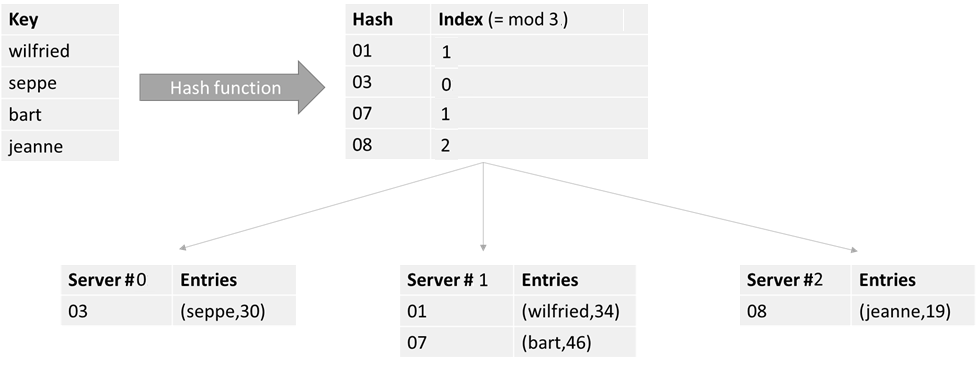 Key
wilfried
seppe
bart
jeanne
Hash function
Hash Index (= mod 3 )
01 1
03 0
07 1
08 2
Server #0 Entries
03 (seppe,30)
Server # 1 Entries
01 (wilfried,34)
07 (bart,46)
Server #2 Entries
08 (jeanne,19)